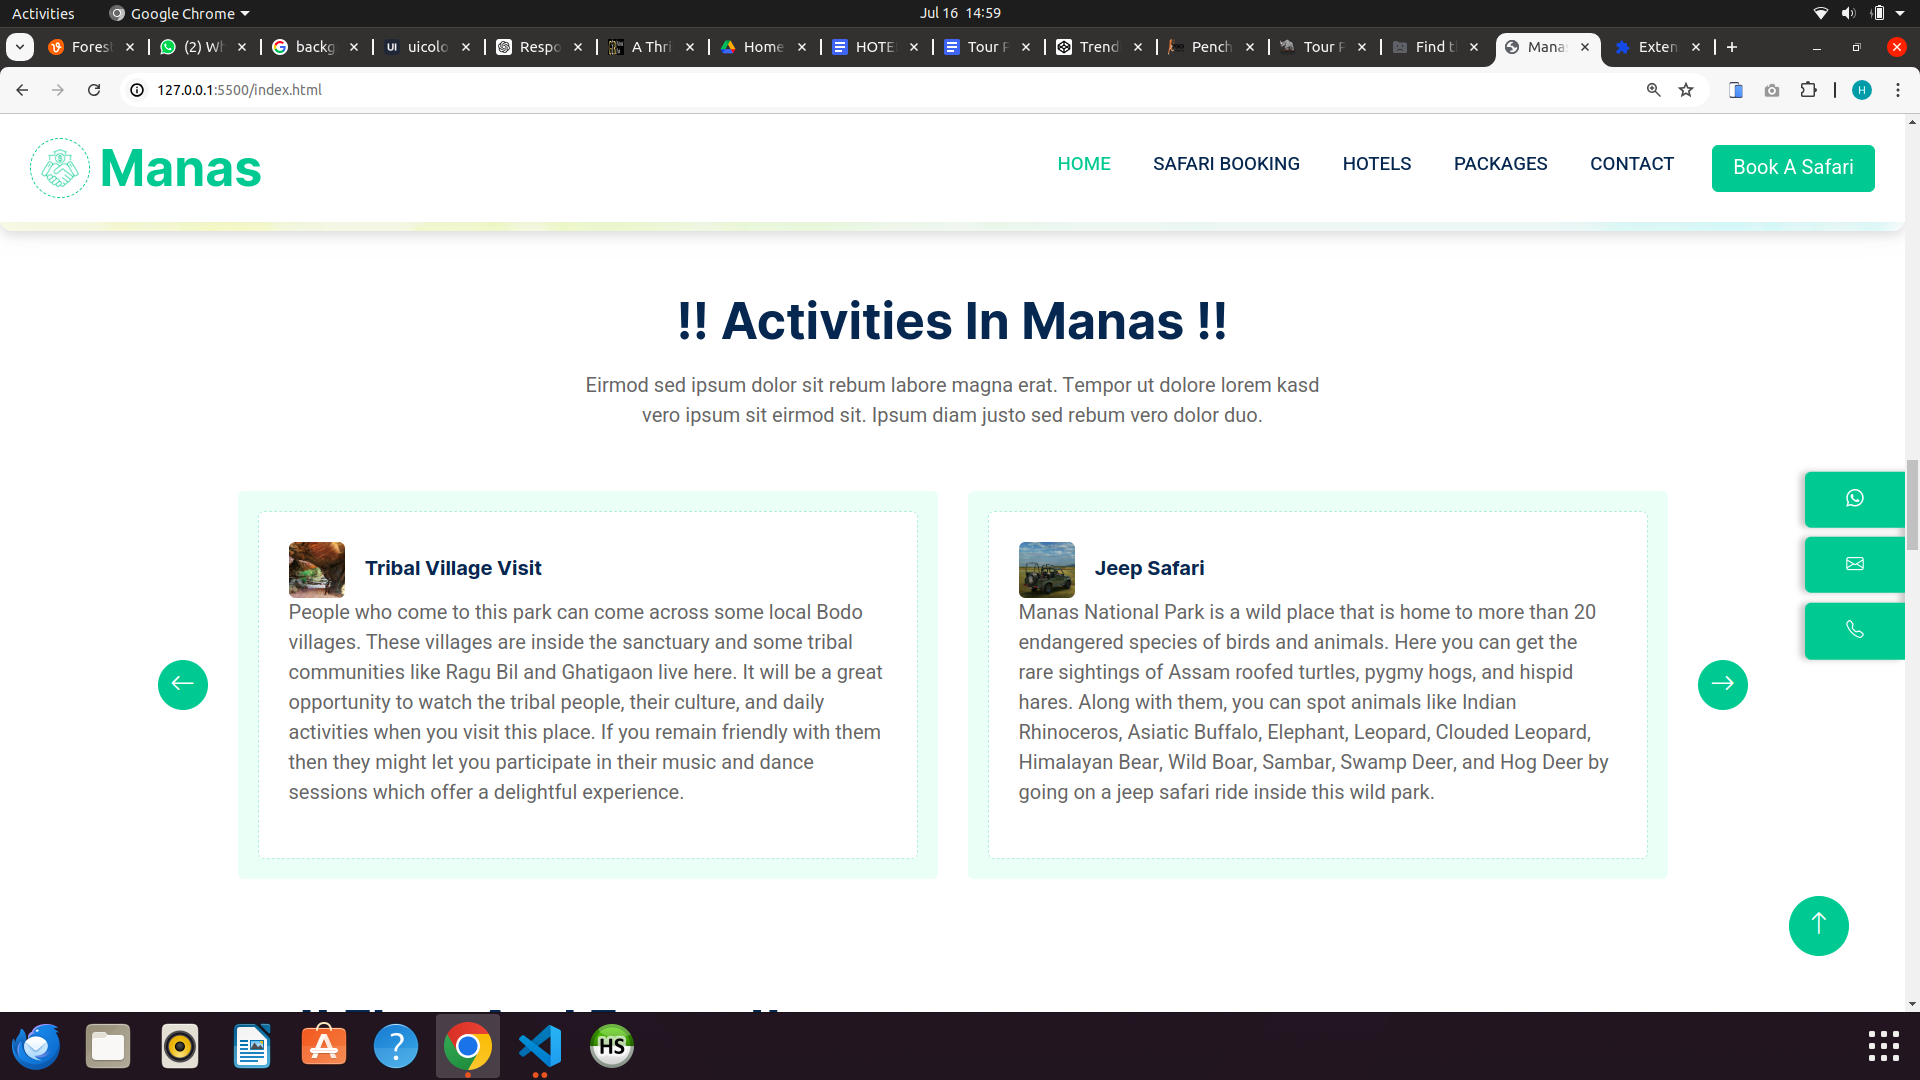 Activities
Google Chrome
Jul 16 14:59
Forest
(2) Wh
backg
uicolo
Respo
A Thri
Home
HOTE
Tour P
Trend
Pench
Tour P
Find t
Mana
Exten
127.0.0.1:5500/index.html
H
Manas
HOME
SAFARI BOOKING
HOTELS
PACKAGES
CONTACT
Book A Safari
!! Activities In Manas !!
Eirmod sed ipsum dolor sit rebum labore magna erat. Tempor ut dolore lorem kasd
vero ipsum sit eirmod sit. Ipsum diam justo sed rebum vero dolor duo.
Tribal Village Visit
People who come to this park can come across some local Bodo
villages. These villages are inside the sanctuary and some tribal
communities like Ragu Bil and Ghatigaon live here. It will be a great
opportunity to watch the tribal people, their culture, and daily
activities when you visit this place. If you remain friendly with them
then they might let you participate in their music and dance
sessions which offer a delightful experience.
Jeep Safari
Manas National Park is a wild place that is home to more than 20
endangered species of birds and animals. Here you can get the
rare sightings of Assam roofed turtles, pygmy hogs, and hispid
hares. Along with them, you can spot animals like Indian
Rhinoceros, Asiatic Buffalo, Elephant, Leopard, Clouded Leopard,
Himalayan Bear, Wild Boar, Sambar, Swamp Deer, and Hog Deer by
going on a jeep safari ride inside this wild park.
HS